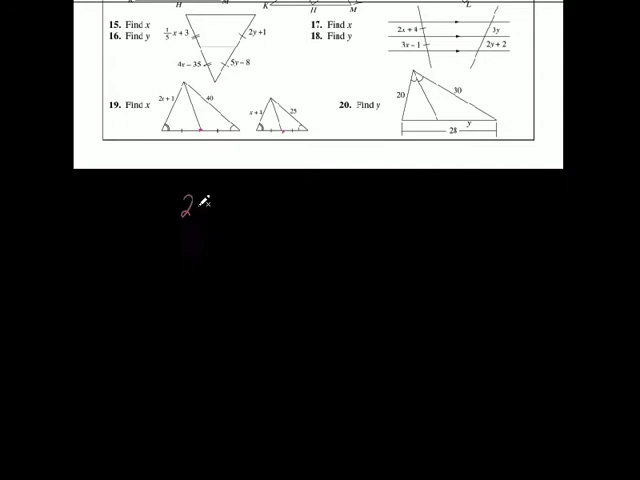 H M K H M L
15. Find x
16. Find y
1/5 x + 3
2y + 1
4x − 35
5y − 8
17. Find x
18. Find y
2x + 4
3y
3x − 1
2y + 2
19. Find x
2x + 1
40
x + 4
25
20. Find y
20
30
y
28
2